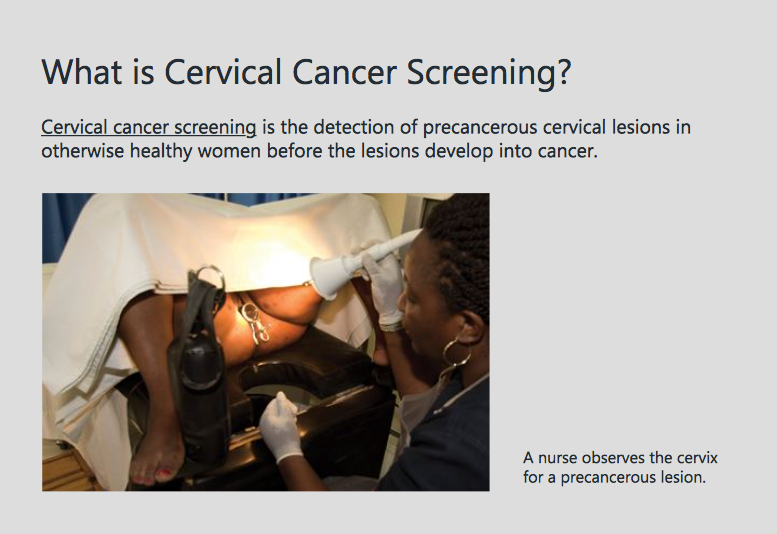 What is Cervical Cancer Screening?
Cervical cancer screening is the detection of precancerous cervical lesions in
otherwise healthy women before the lesions develop into cancer.
A nurse observes the cervix
for a precancerous lesion.